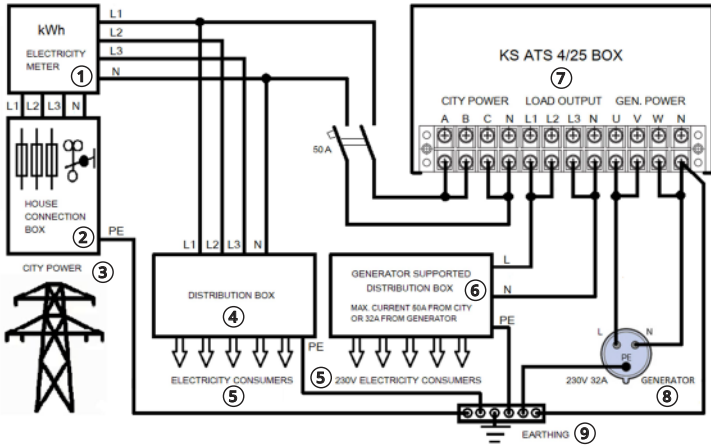 L1
kWh
ELECTRICITY
METER
1
L2
L3
N
L1 L2 L3 N
HOUSE
CONNECTION
BOX
2
PE
CITY POWER 3
50 A
KS ATS 4/25 BOX
7
CITY POWER LOAD OUTPUT GEN. POWER
A B C N L1 L2 L3 N U V W N
L1 L2 L3 N
DISTRIBUTION BOX
4
PE
ELECTRICITY CONSUMERS
5
L
GENERATOR SUPPORTED
DISTRIBUTION BOX
6
N
MAX. CURRENT 50A FROM CITY
OR 32A FROM GENERATOR
PE
5 230V ELECTRICITY CONSUMERS
L N
PE
230V 32A GENERATOR
8
EARTHING 9